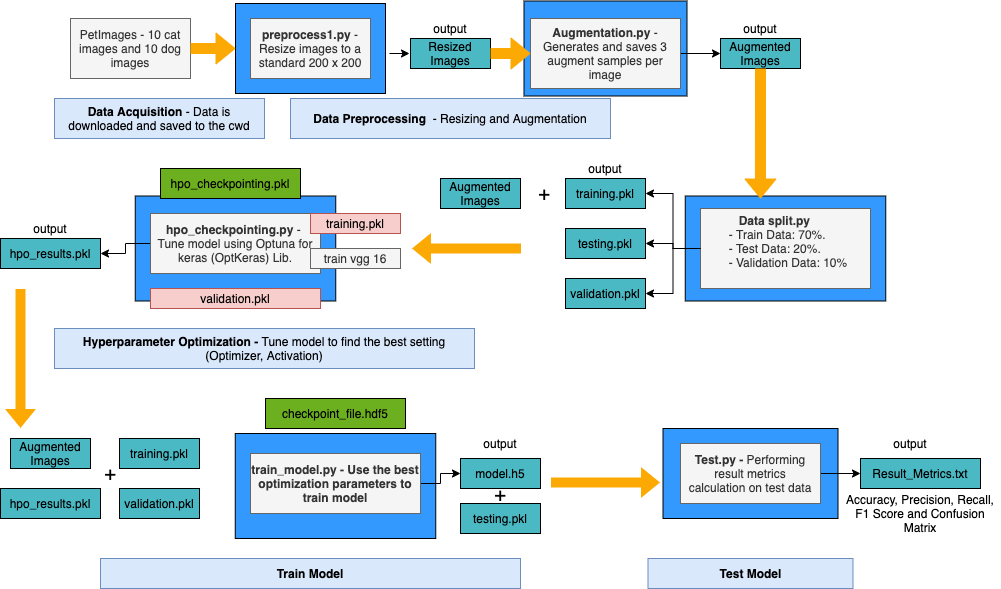 PetImages - 10 cat
images and 10 dog
images
preprocess1.py -
Resize images to a
standard 200 x 200
output
Resized
Images
Augmentation.py -
Generates and saves 3
augment samples per
image
output
Augmented
Images
Data Acquisition - Data is
downloaded and saved to the cwd
Data Preprocessing - Resizing and Augmentation
hpo_checkpointing.pkl
output
hpo_results.pkl
hpo_checkpointing.py -
Tune model using Optuna for
keras (OptKeras) Lib.
training.pkl
train vgg 16
validation.pkl
Augmented
Images
+
output
training.pkl
testing.pkl
validation.pkl
Data split.py
- Train Data: 70%.
- Test Data: 20%.
- Validation Data: 10%
Hyperparameter Optimization - Tune model to find the best setting
(Optimizer, Activation)
Augmented
Images
+
training.pkl
hpo_results.pkl
validation.pkl
checkpoint_file.hdf5
train_model.py - Use the best
optimization parameters to
train model
output
model.h5
+
testing.pkl
Test.py - Performing
result metrics
calculation on test data
output
Result_Metrics.txt
Accuracy, Precision, Recall,
F1 Score and Confusion
Matrix
Train Model
Test Model